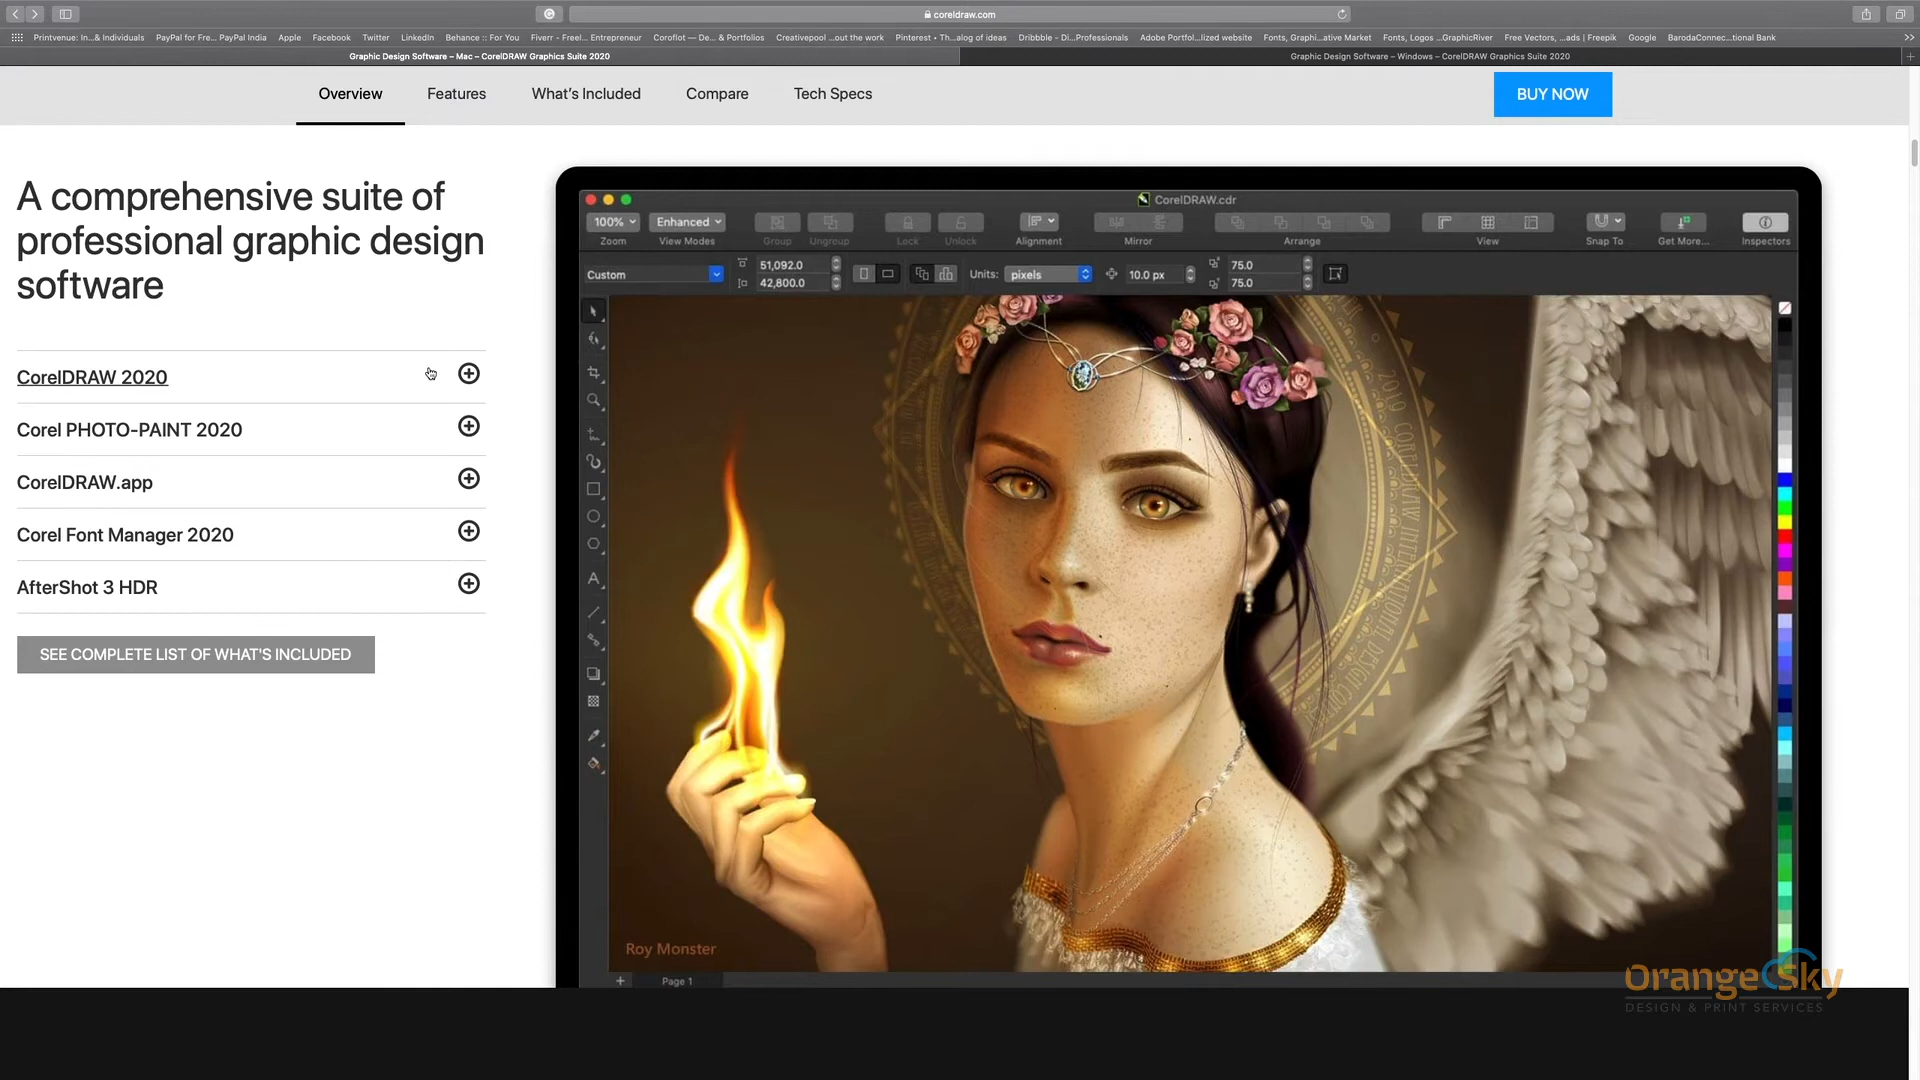 coreldraw.com
Printvenue: In...& Individuals
PayPal for Fre... PayPal India
Apple
Facebook
Twitter
LinkedIn
Behance :: For You
Fiverr - Freel... Entrepreneur
Coroflot — De... & Portfolios
Creativepool ...out the work
Pinterest • Th...alog of ideas
Dribbble - Di...Professionals
Adobe Portfol...lized website
Fonts, Graphi...ative Market
Fonts, Logos ...GraphicRiver
Free Vectors, ...ads | Freepik
Google
BarodaConnec...tional Bank
Graphic Design Software – Mac – CorelDRAW Graphics Suite 2020
Graphic Design Software – Windows – CorelDRAW Graphics Suite 2020
Overview
Features
What's Included
Compare
Tech Specs
BUY NOW
A comprehensive suite of
professional graphic design
software
CorelDRAW 2020
Corel PHOTO-PAINT 2020
CorelDRAW.app
Corel Font Manager 2020
AfterShot 3 HDR
SEE COMPLETE LIST OF WHAT'S INCLUDED
CorelDRAW.cdr
100%
Enhanced
Zoom
View Modes
Group
Ungroup
Lock
Unlock
Alignment
Mirror
Arrange
View
Snap To
Get More...
Inspectors
Custom
51,092.0
42,800.0
Units:
pixels
10.0 px
75.0
75.0
2019 CORELDRAW INTERNATIONAL DESIGN
Roy Monster
Page 1
OrangeSky
DESIGN & PRINT SERVICES